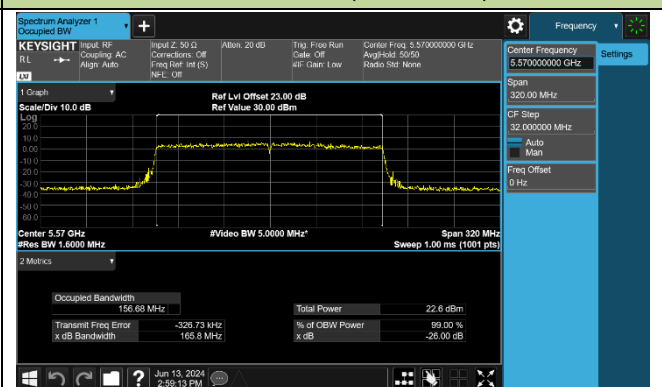 Spectrum Analyzer 1
Occupied BW
+
Frequency
KEYSIGHT
RL
LXI
Input: RF
Coupling: AC
Align: Auto
Input Z: 50 Ω
Corrections: Off
Freq Ref: Int (S)
NFE: Off
Atten: 20 dB
Trig: Free Run
Gate: Off
#IF Gain: Low
Center Freq: 5.570000000 GHz
Avg|Hold: 50/50
Radio Std: None
Center Frequency
5.570000000 GHz
Settings
Span
320.00 MHz
CF Step
32.000000 MHz
Auto
Man
Freq Offset
0 Hz
1 Graph
Scale/Div 10.0 dB
Ref Lvl Offset 23.00 dB
Ref Value 30.00 dBm
Log
20.0
10.0
0.00
-10.0
-20.0
-30.0
-40.0
-50.0
-60.0
Center 5.57 GHz
#Video BW 5.0000 MHz*
Span 320 MHz
#Res BW 1.6000 MHz
Sweep 1.00 ms (1001 pts)
2 Metrics
Occupied Bandwidth
156.68 MHz
Total Power
22.6 dBm
Transmit Freq Error
-326.73 kHz
% of OBW Power
99.00 %
x dB Bandwidth
165.8 MHz
x dB
-26.00 dB
?
Jun 13, 2024
2:59:13 PM